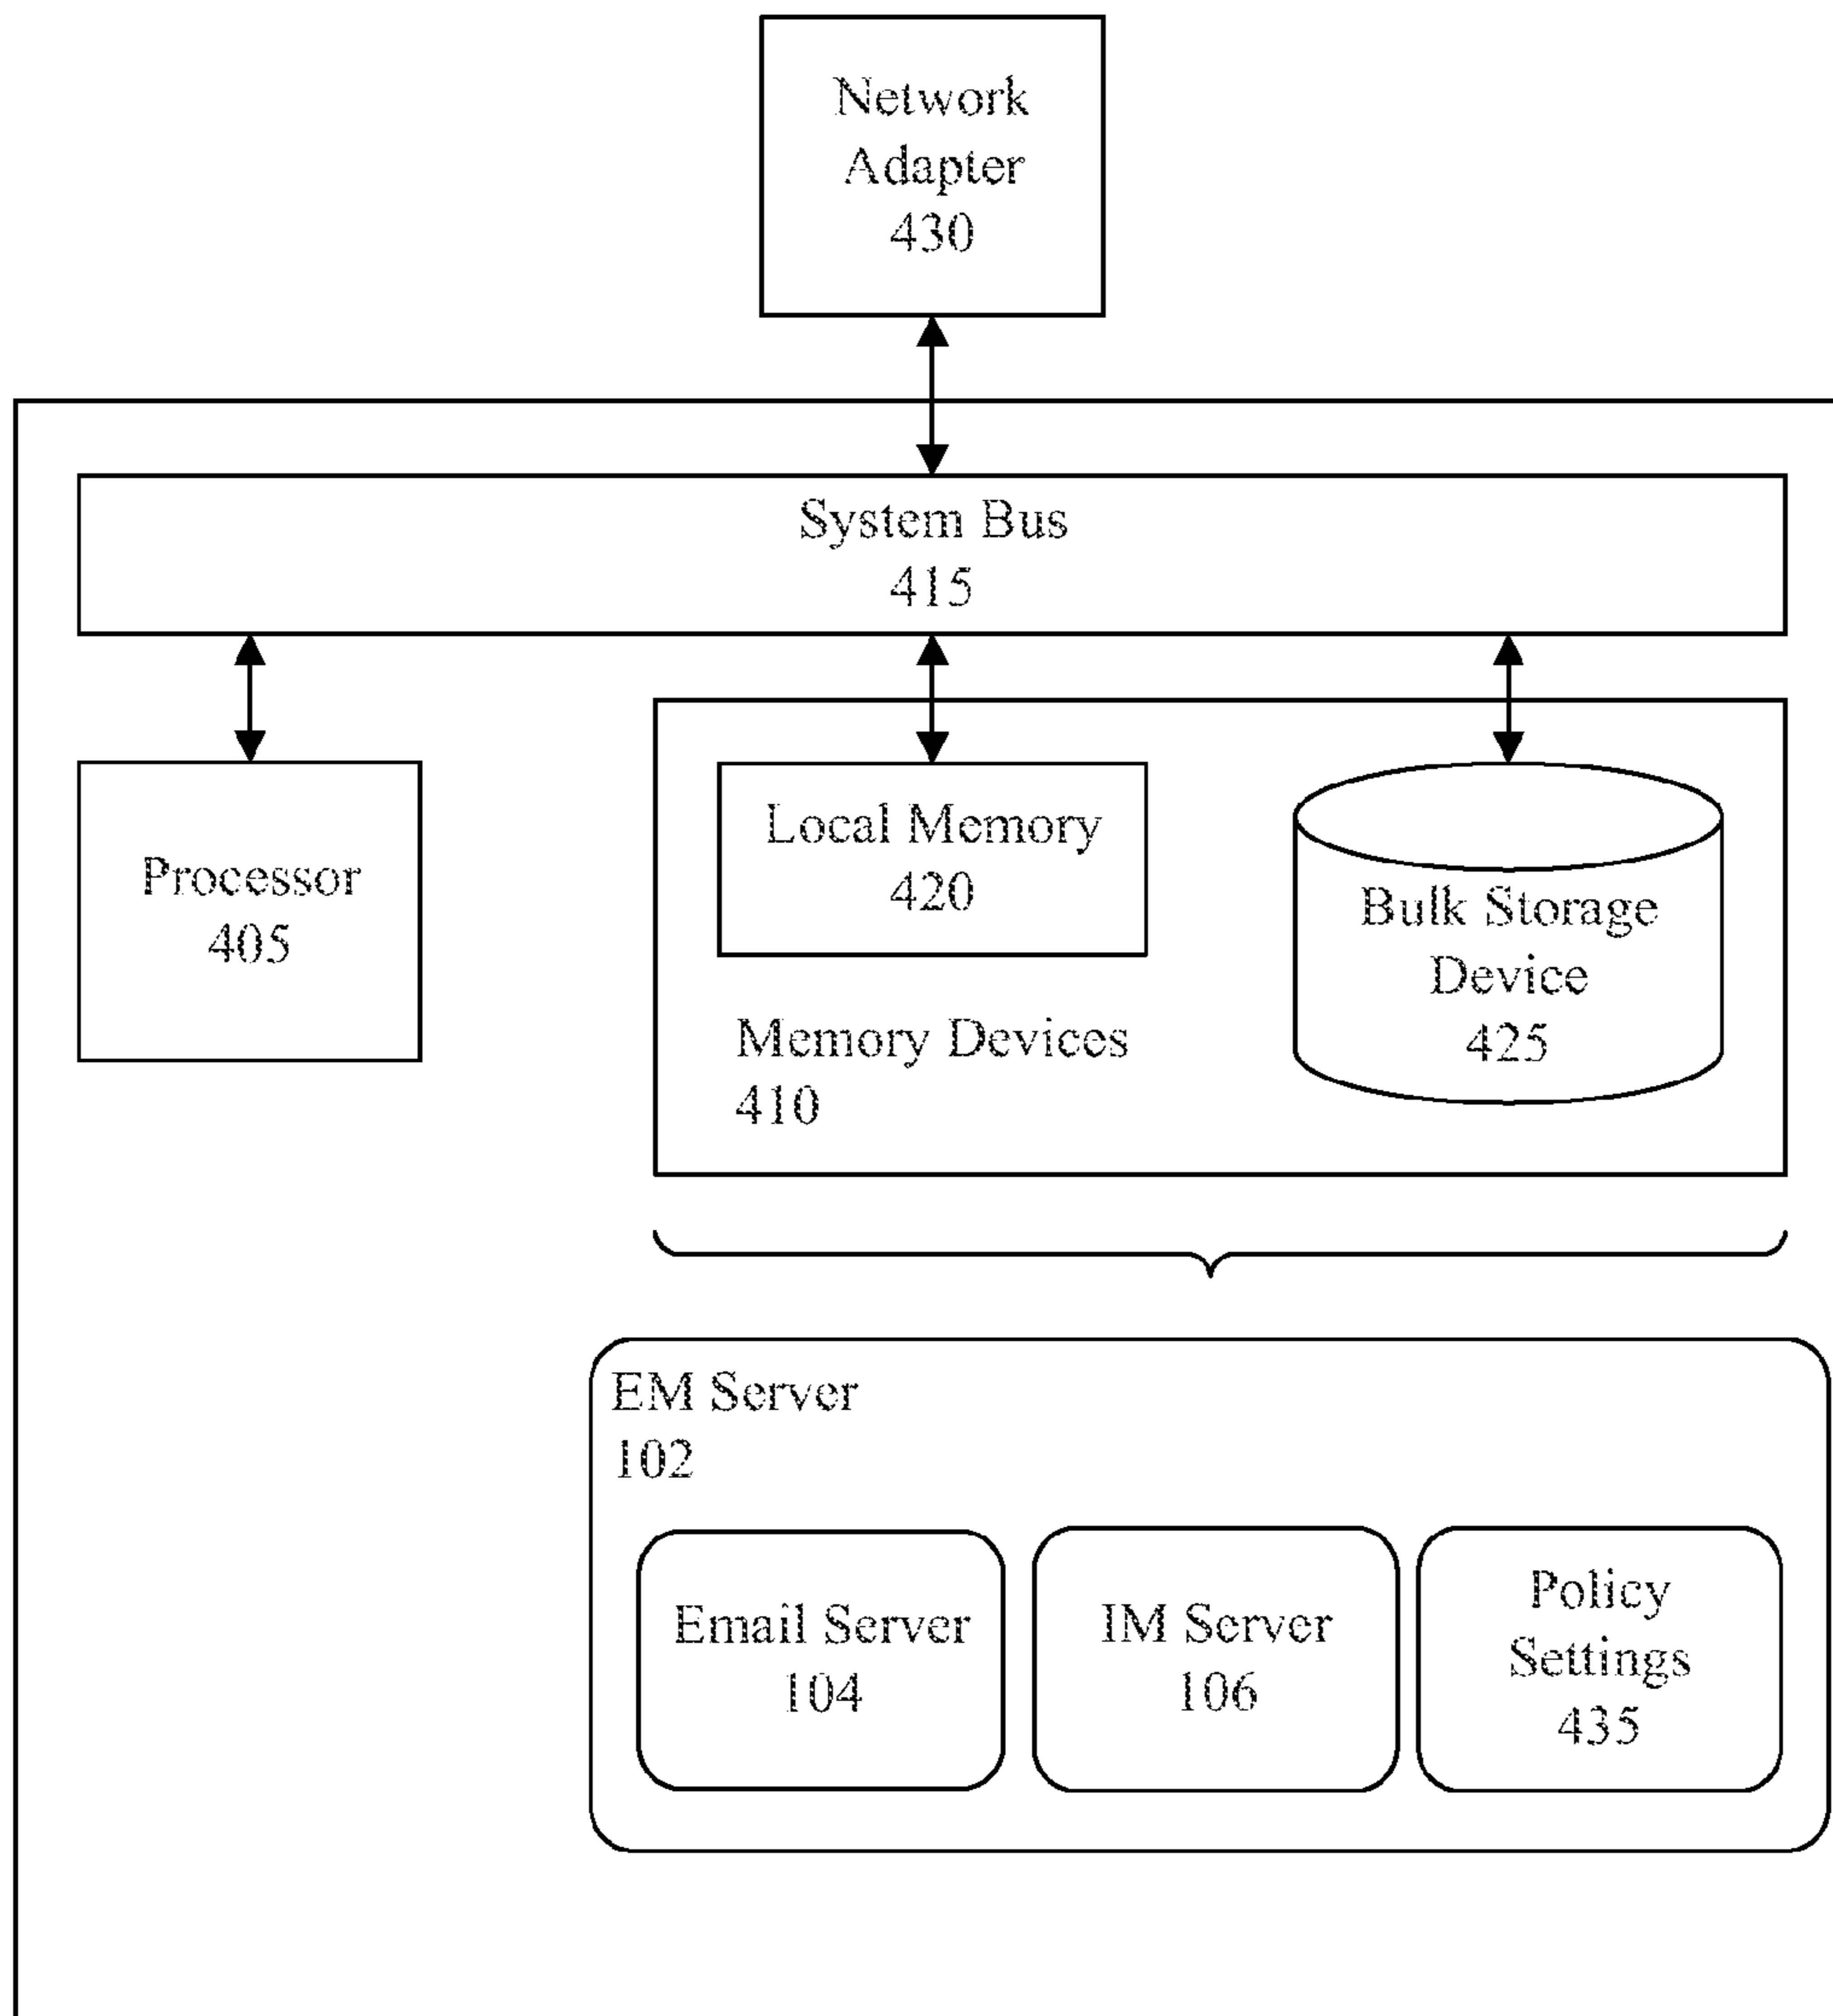 Network
Adapter
430
System Bus
415
Processor
405
Local Memory
420
Memory Devices
410
Bulk Storage
Device
425
EM Server
102
Email Server
104
IM Server
106
Policy
Settings
435